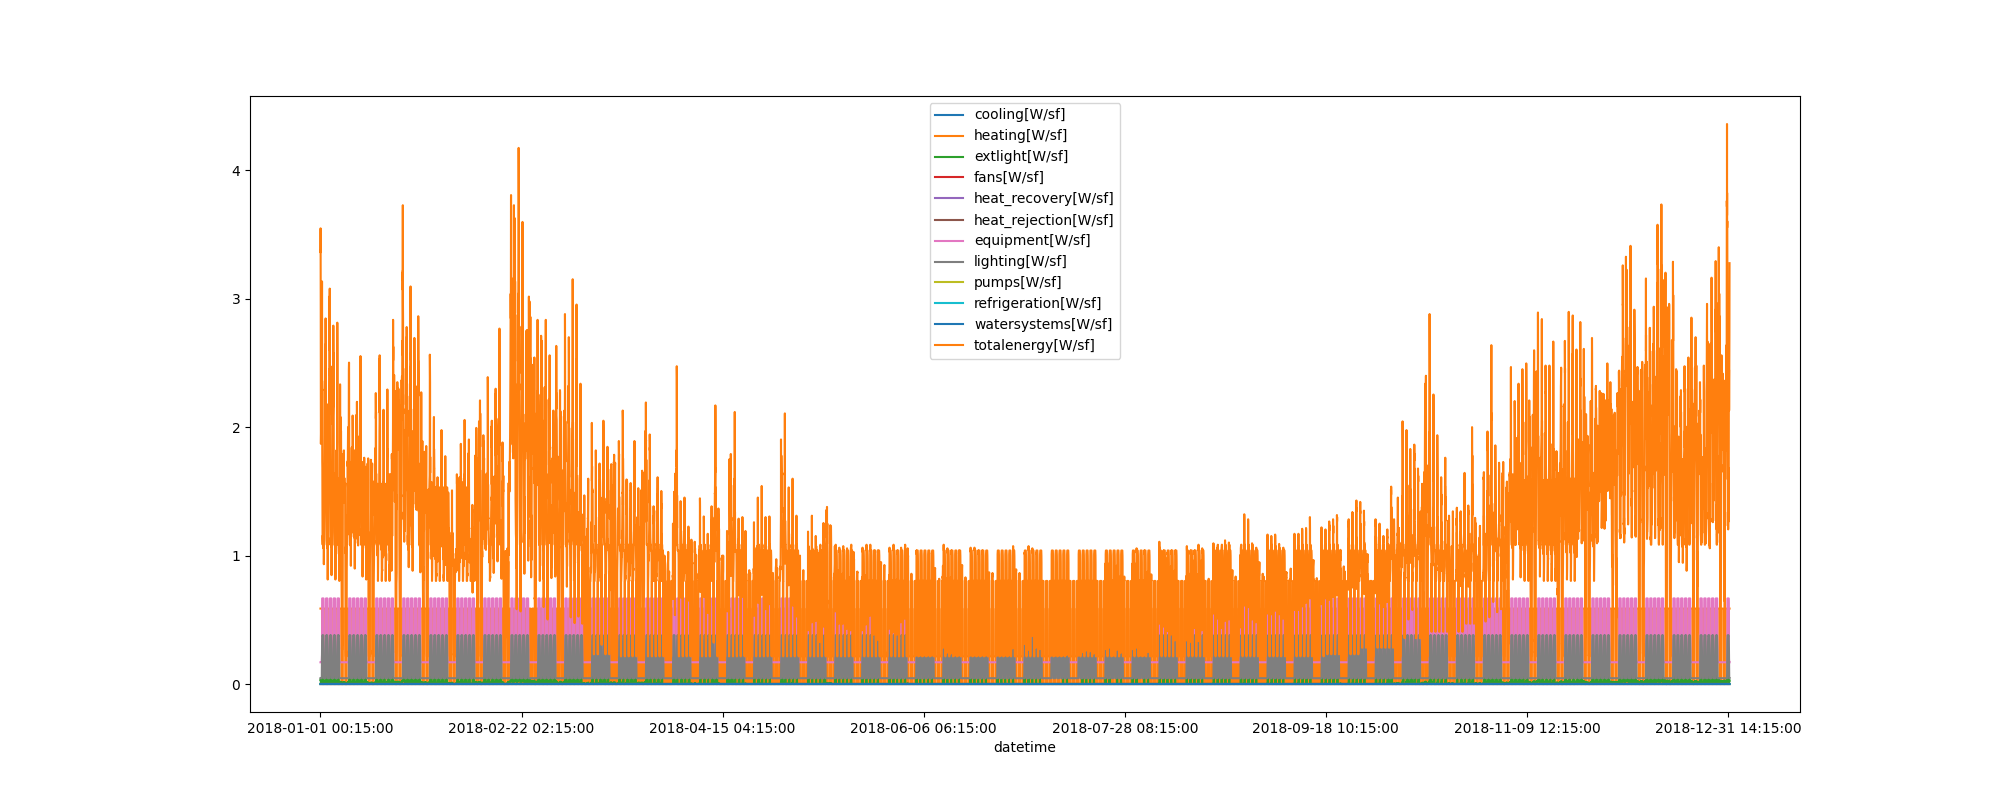 cooling[W/sf]
heating[W/sf]
extlight[W/sf]
fans[W/sf]
heat_recovery[W/sf]
heat_rejection[W/sf]
equipment[W/sf]
lighting[W/sf]
pumps[W/sf]
refrigeration[W/sf]
watersystems[W/sf]
totalenergy[W/sf]
4
3
2
1
0
2018-01-01 00:15:00 2018-02-22 02:15:00 2018-04-15 04:15:00 2018-06-06 06:15:00 2018-07-28 08:15:00 2018-09-18 10:15:00 2018-11-09 12:15:00 2018-12-31 14:15:00
datetime